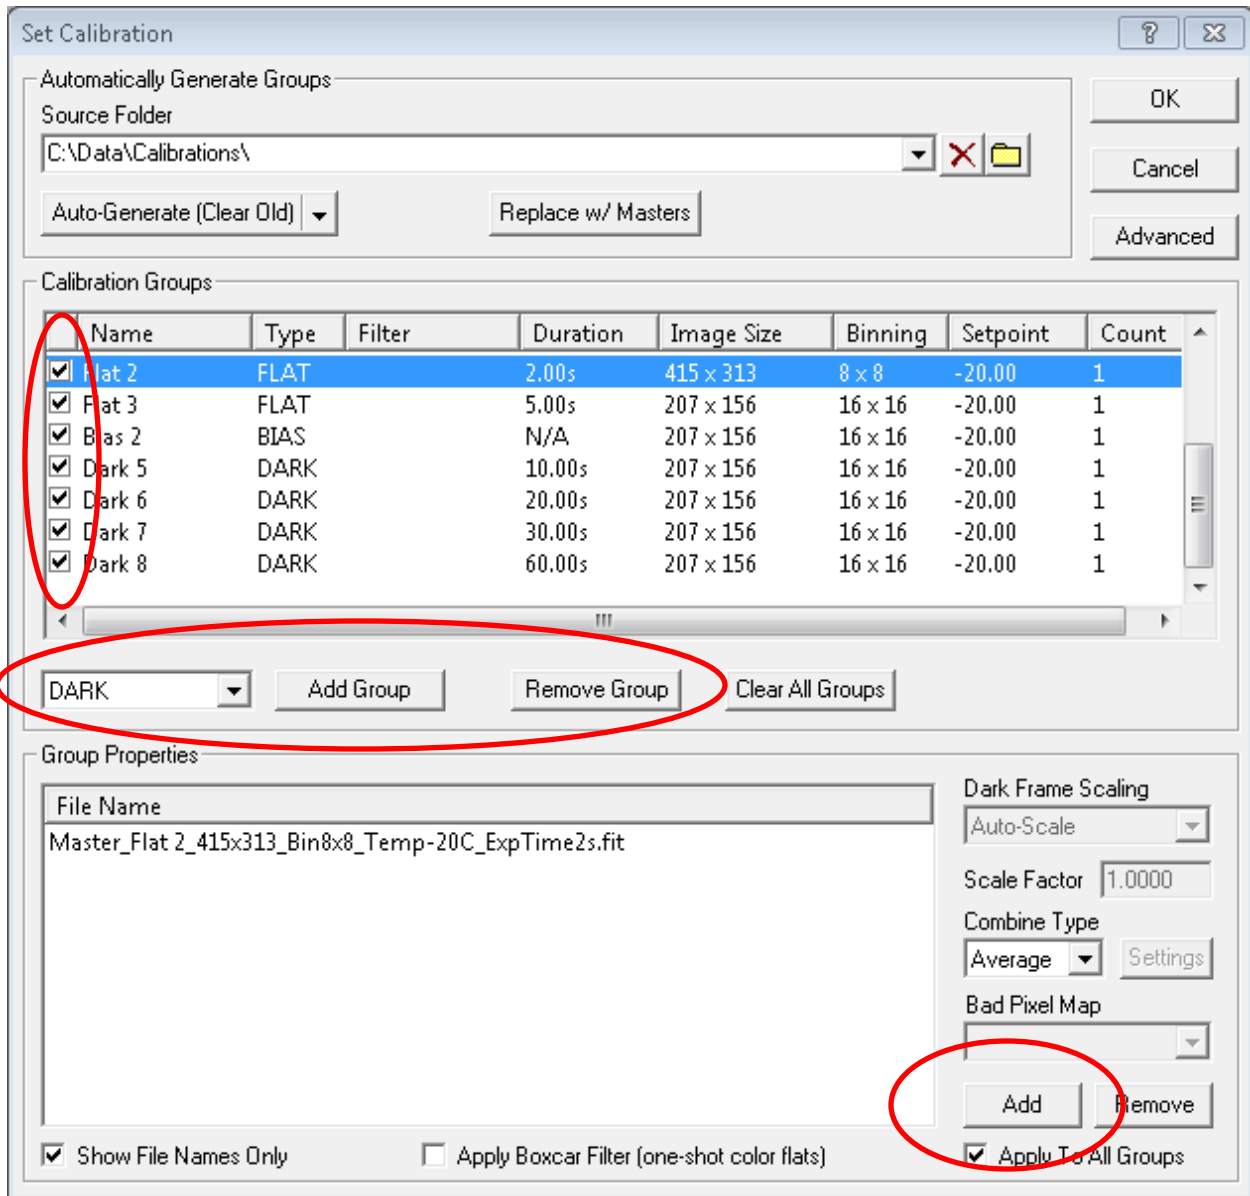 Set Calibration
Automatically Generate Groups
Source Folder
C:\Data\Calibrations\
Auto-Generate (Clear Old)
Replace w/ Masters
OK
Cancel
Advanced
Calibration Groups
Name Type Filter Duration Image Size Binning Setpoint Count
Flat 2 FLAT 2.00s 415 x 313 8 x 8 -20.00 1
Flat 3 FLAT 5.00s 207 x 156 16 x 16 -20.00 1
Bias 2 BIAS N/A 207 x 156 16 x 16 -20.00 1
Dark 5 DARK 10.00s 207 x 156 16 x 16 -20.00 1
Dark 6 DARK 20.00s 207 x 156 16 x 16 -20.00 1
Dark 7 DARK 30.00s 207 x 156 16 x 16 -20.00 1
Dark 8 DARK 60.00s 207 x 156 16 x 16 -20.00 1
DARK Add Group Remove Group Clear All Groups
Group Properties
File Name
Master_Flat 2_415x313_Bin8x8_Temp-20C_ExpTime2s.fit
Dark Frame Scaling
Auto-Scale
Scale Factor 1.0000
Combine Type
Average Settings
Bad Pixel Map
Add Remove
Show File Names Only Apply Boxcar Filter (one-shot color flats) Apply To All Groups